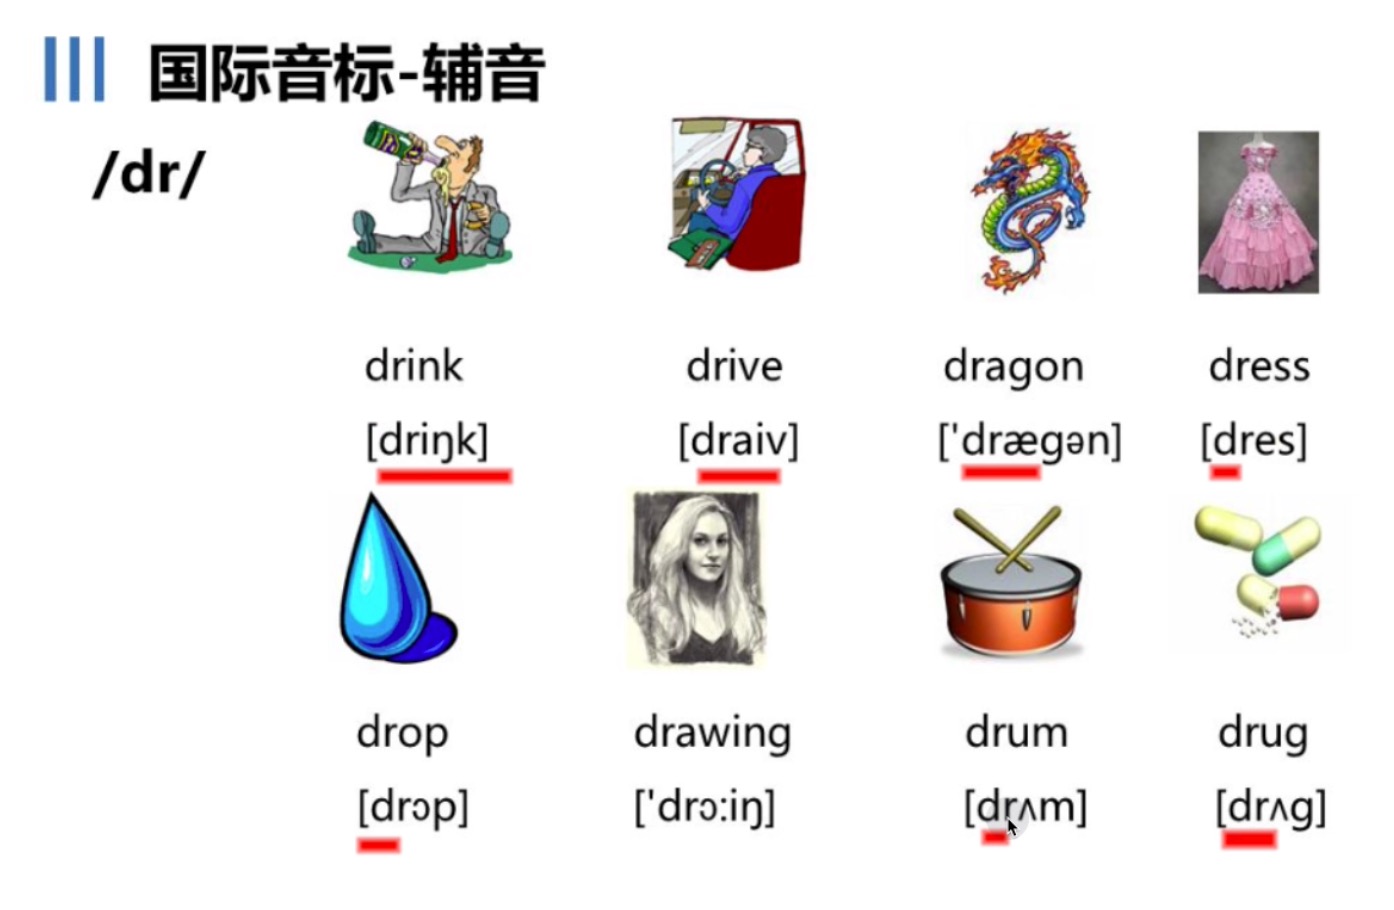 国际音标-辅音
/dr/
drink drive dragon dress
[driŋk] [draiv] ['drægən] [dres]
drop drawing drum drug
[drɔp] ['drɔ:iŋ] [drʌm] [drʌg]